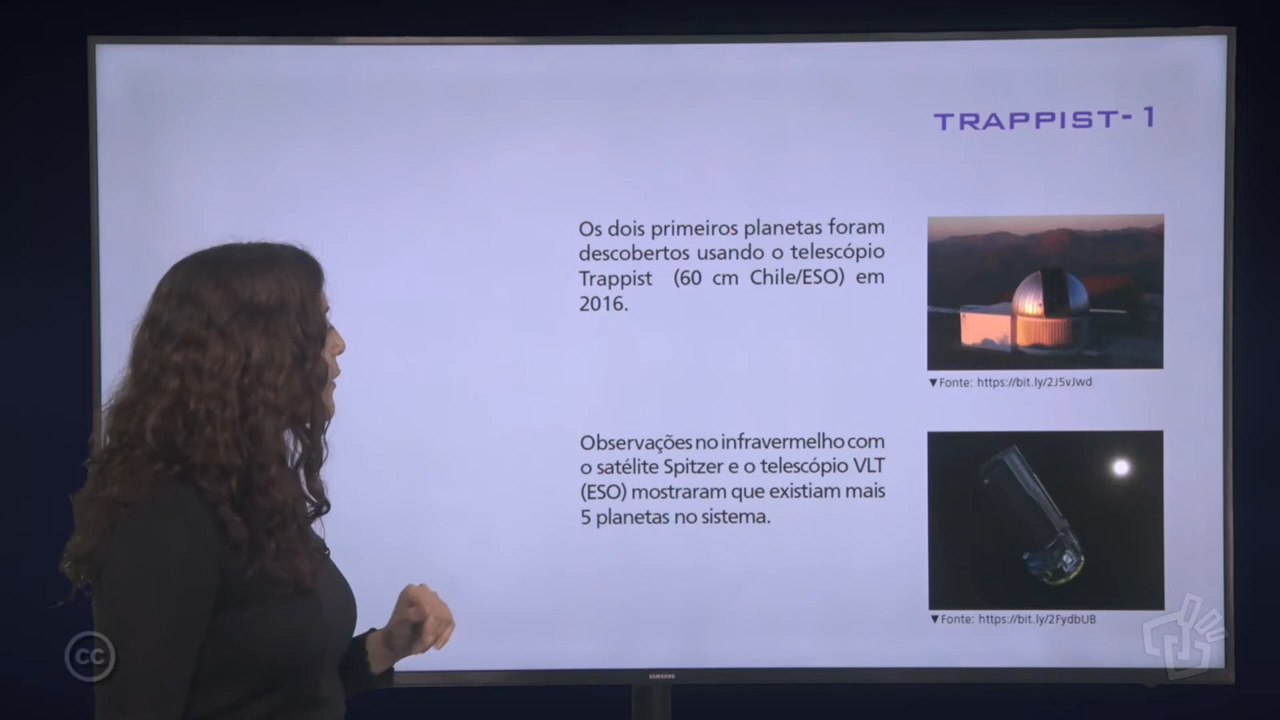 TRAPPIST-1
Os dois primeiros planetas foram
descobertos usando o telescópio
Trappist (60 cm Chile/ESO) em
2016.
▼Fonte: https://bit.ly/2J5vJwd
Observações no infravermelho com
o satélite Spitzer e o telescópio VLT
(ESO) mostraram que existiam mais
5 planetas no sistema.
▼Fonte: https://bit.ly/2FydbUB
cc
SAMSUNG